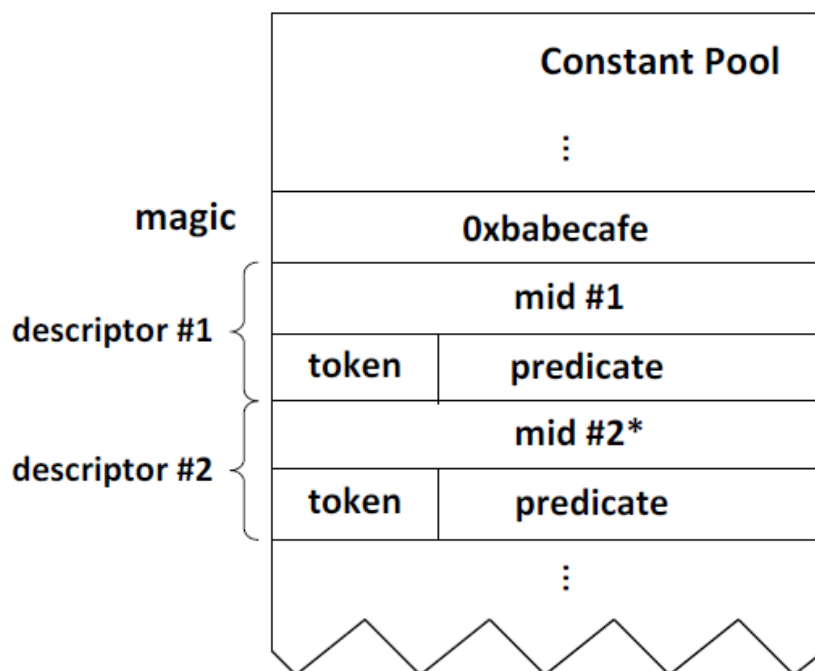 Constant Pool
⋮
magic
0xbabecafe
descriptor #1
mid #1
token predicate
descriptor #2
mid #2*
token predicate
⋮